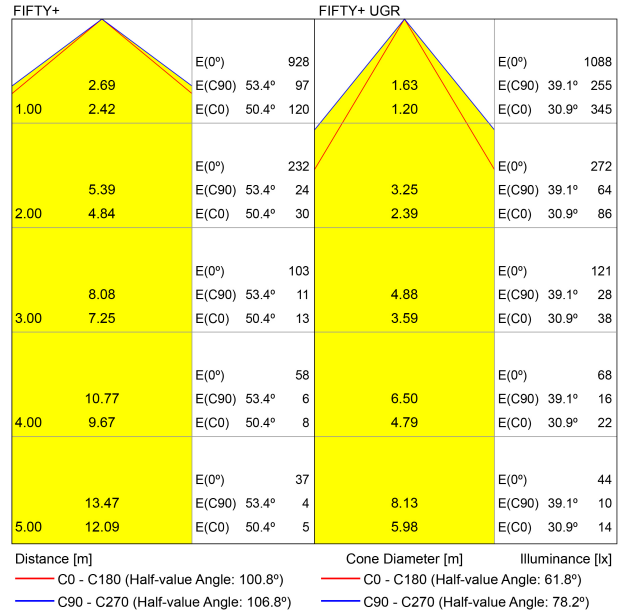 FIFTY+ FIFTY+ UGR
E(0º) 928 E(0º) 1088
2.69 E(C90) 53.4º 97 1.63 E(C90) 39.1º 255
1.00 2.42 E(C0) 50.4º 120 1.20 E(C0) 30.9º 345
E(0º) 232 E(0º) 272
5.39 E(C90) 53.4º 24 3.25 E(C90) 39.1º 64
2.00 4.84 E(C0) 50.4º 30 2.39 E(C0) 30.9º 86
E(0º) 103 E(0º) 121
8.08 E(C90) 53.4º 11 4.88 E(C90) 39.1º 28
3.00 7.25 E(C0) 50.4º 13 3.59 E(C0) 30.9º 38
E(0º) 58 E(0º) 68
10.77 E(C90) 53.4º 6 6.50 E(C90) 39.1º 16
4.00 9.67 E(C0) 50.4º 8 4.79 E(C0) 30.9º 22
E(0º) 37 E(0º) 44
13.47 E(C90) 53.4º 4 8.13 E(C90) 39.1º 10
5.00 12.09 E(C0) 50.4º 5 5.98 E(C0) 30.9º 14
Distance [m] Cone Diameter [m] Illuminance [lx]
C0 - C180 (Half-value Angle: 100.8º) C0 - C180 (Half-value Angle: 61.8º)
C90 - C270 (Half-value Angle: 106.8º) C90 - C270 (Half-value Angle: 78.2º)